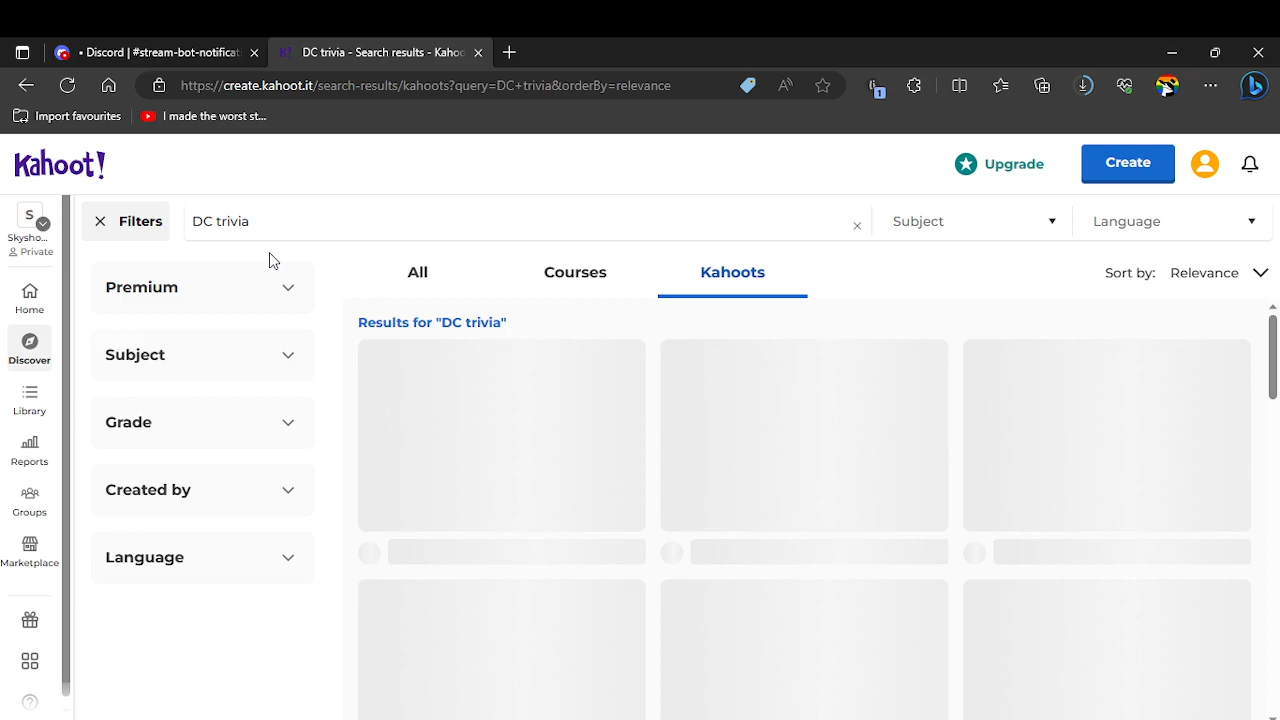 • Discord | #stream-bot-notificat
DC trivia - Search results - Kahoo
https://create.kahoot.it/search-results/kahoots?query=DC+trivia&orderBy=relevance
1
Import favourites
I made the worst st...
Kahoot!
Upgrade
Create
S
Skysho...
Private
Filters
DC trivia
Subject
Language
Home
Discover
Library
Reports
Groups
Marketplace
Premium
Subject
Grade
Created by
Language
All
Courses
Kahoots
Sort by:
Relevance
Results for "DC trivia"